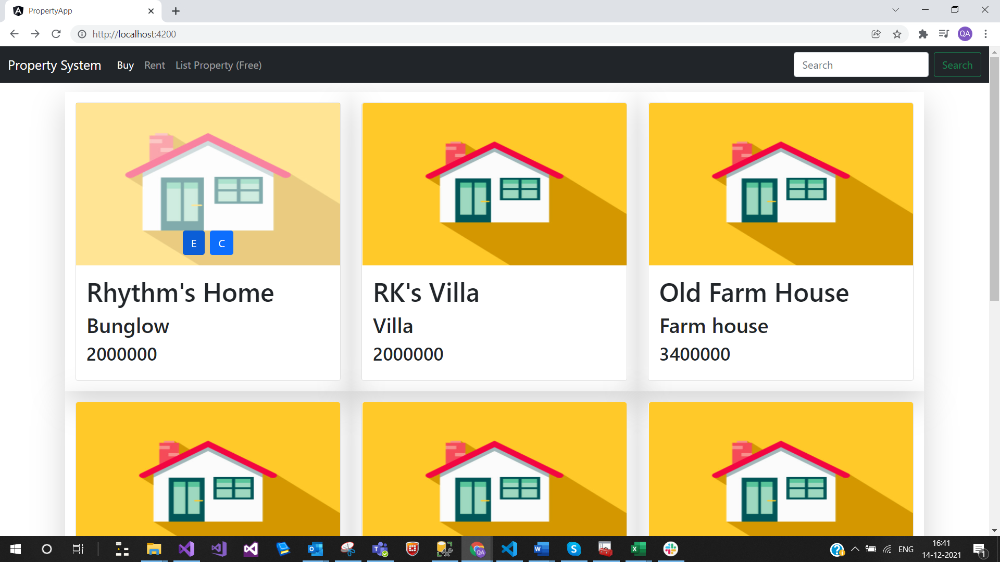 PropertyApp
http://localhost:4200
QA
Property System Buy Rent List Property (Free) Search Search
E C
Rhythm's Home
Bunglow
2000000
RK's Villa
Villa
2000000
Old Farm House
Farm house
3400000
ENG
16:41
14-12-2021
1